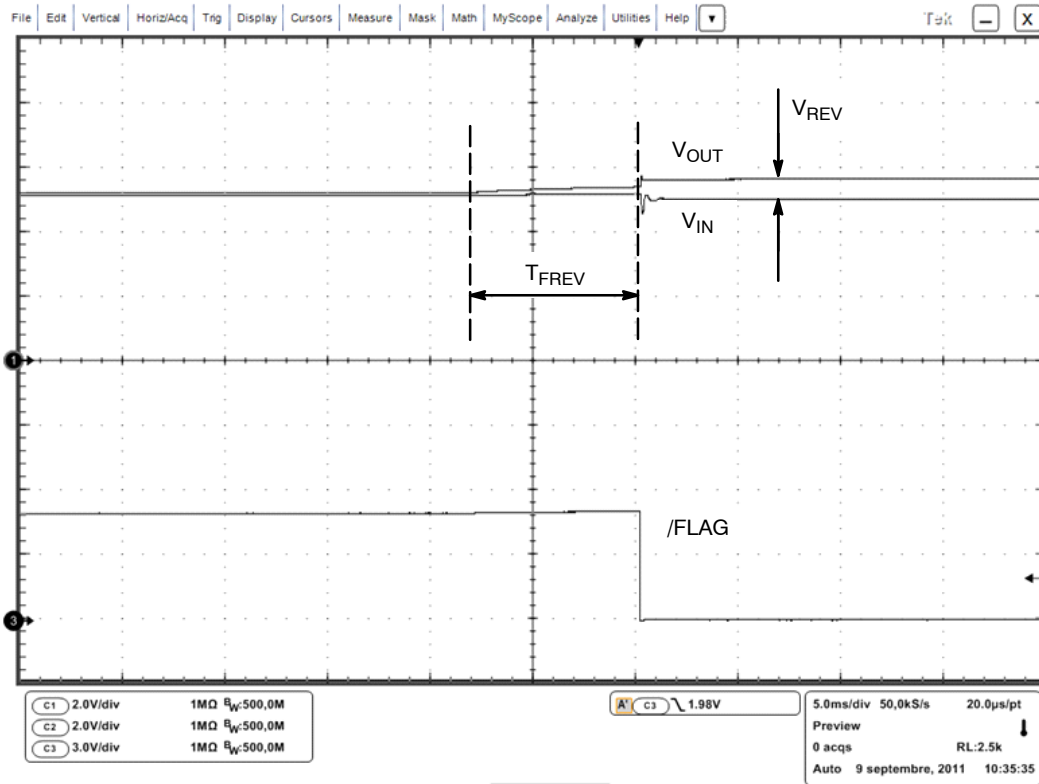 File Edit Vertical Horiz/Acq Trig Display Cursors Measure Mask Math MyScope Analyze Utilities Help Tek X
VREV
VOUT
VIN
TFREV
1
/FLAG
3
C1 2.0V/div 1MΩ BW:500,0M
C2 2.0V/div 1MΩ BW:500,0M
C3 3.0V/div 1MΩ BW:500,0M
A' C3 1.98V
5.0ms/div 50,0kS/s 20.0µs/pt
Preview
0 acqs RL:2.5k
Auto 9 septembre, 2011 10:35:35